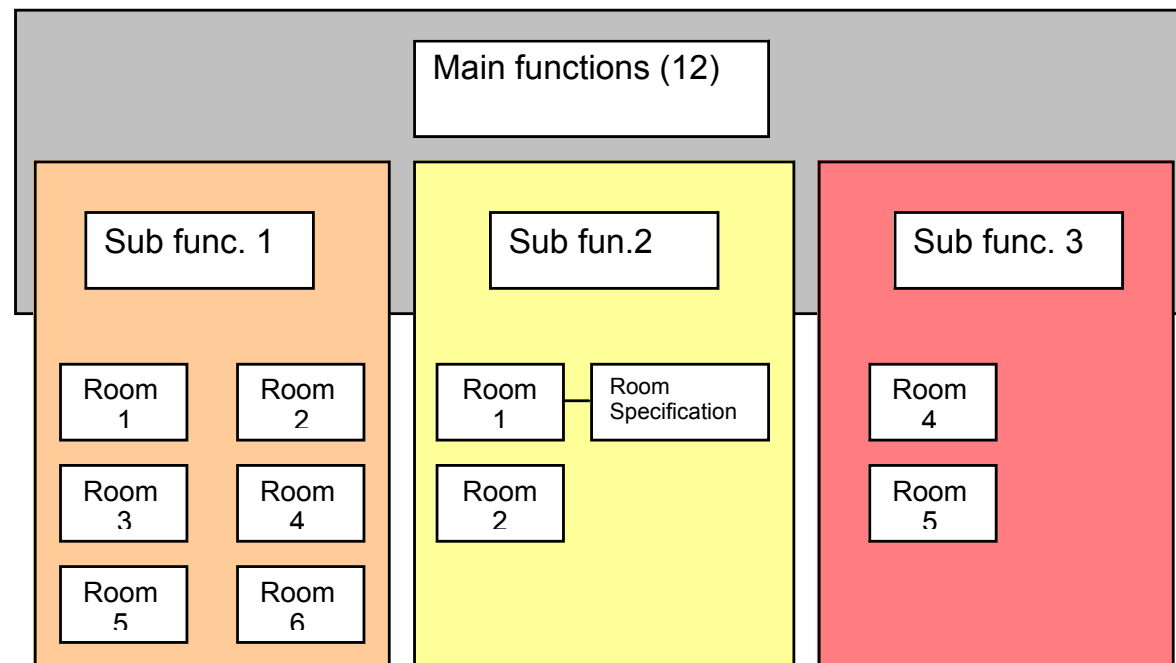 Main functions (12)
Sub func. 1
Sub fun.2
Sub func. 3
Room
1
Room
2
Room
1
Room
Specification
Room
4
Room
3
Room
4
Room
2
Room
5
Room
5
Room
6